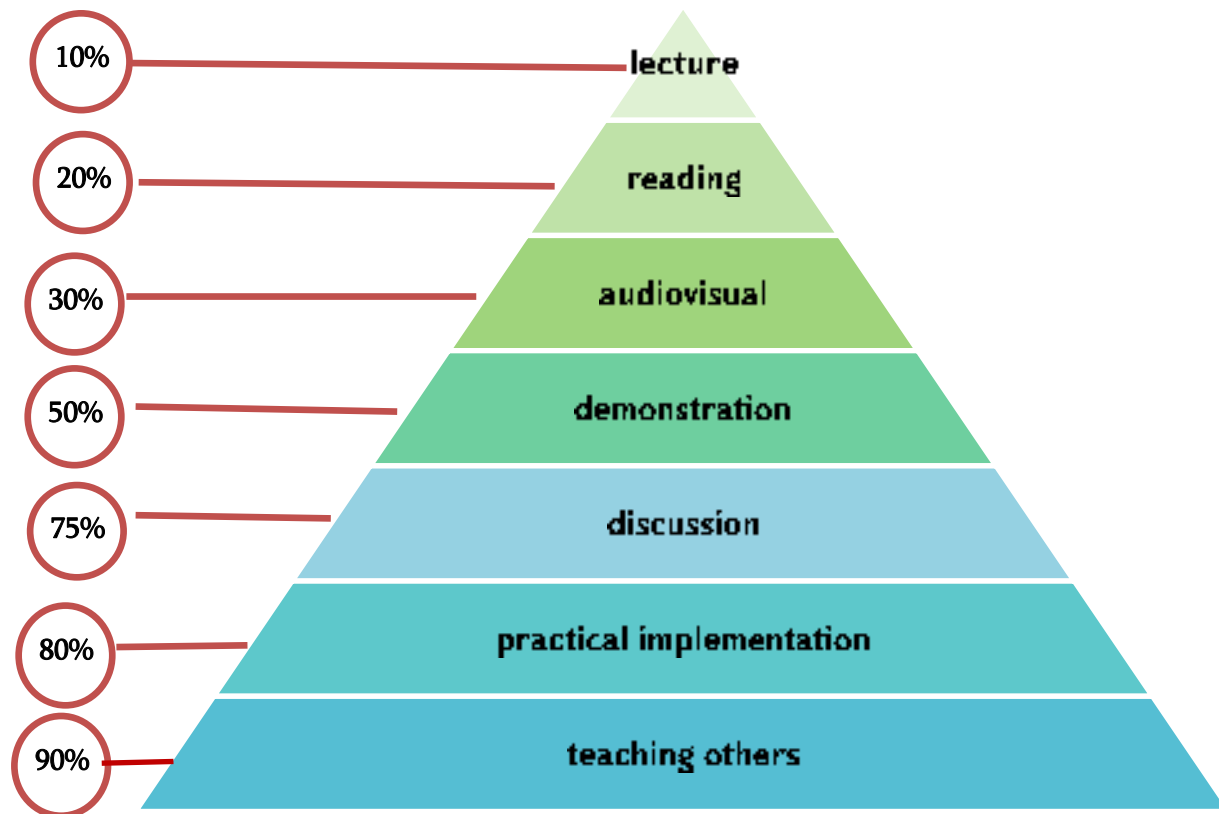 10%
lecture
20%
reading
30%
audiovisual
50%
demonstration
75%
discussion
80%
practical implementation
90%
teaching others